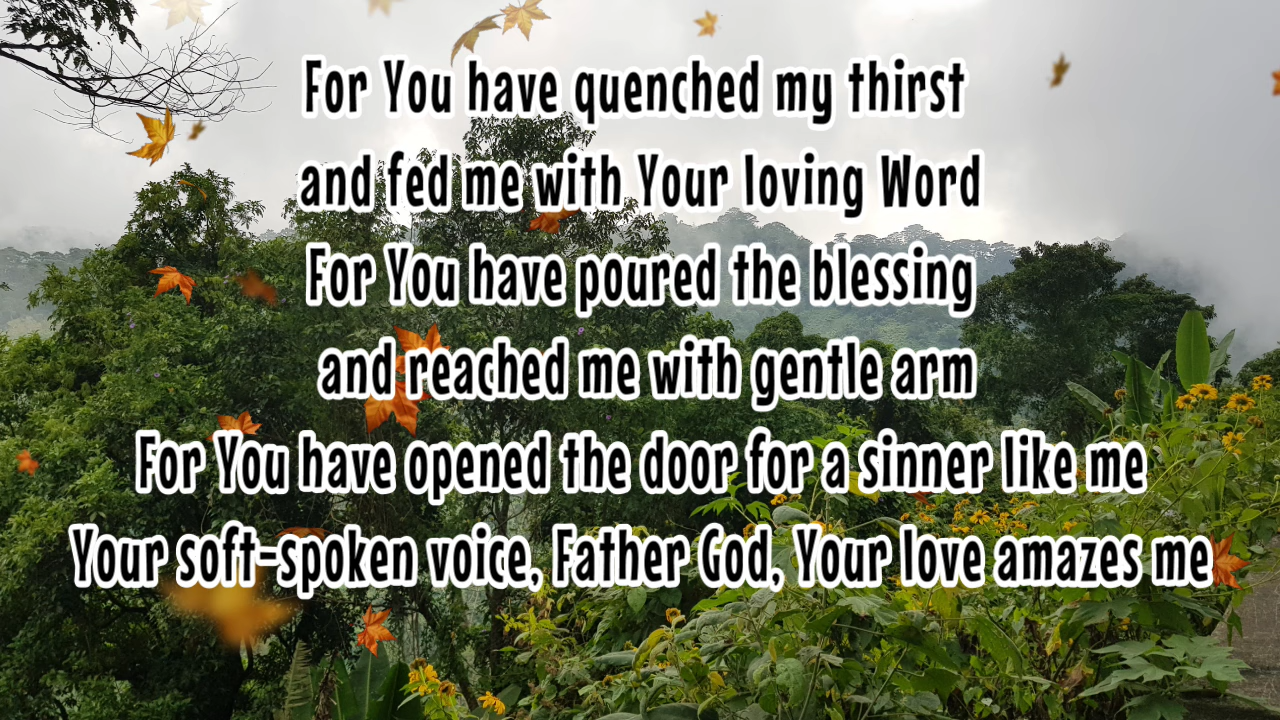 For You have quenched my thirst
and fed me with Your loving Word
For You have poured the blessing
and reached me with gentle arm
For You have opened the door for a sinner like me
Your soft-spoken voice, Father God, Your love amazes me